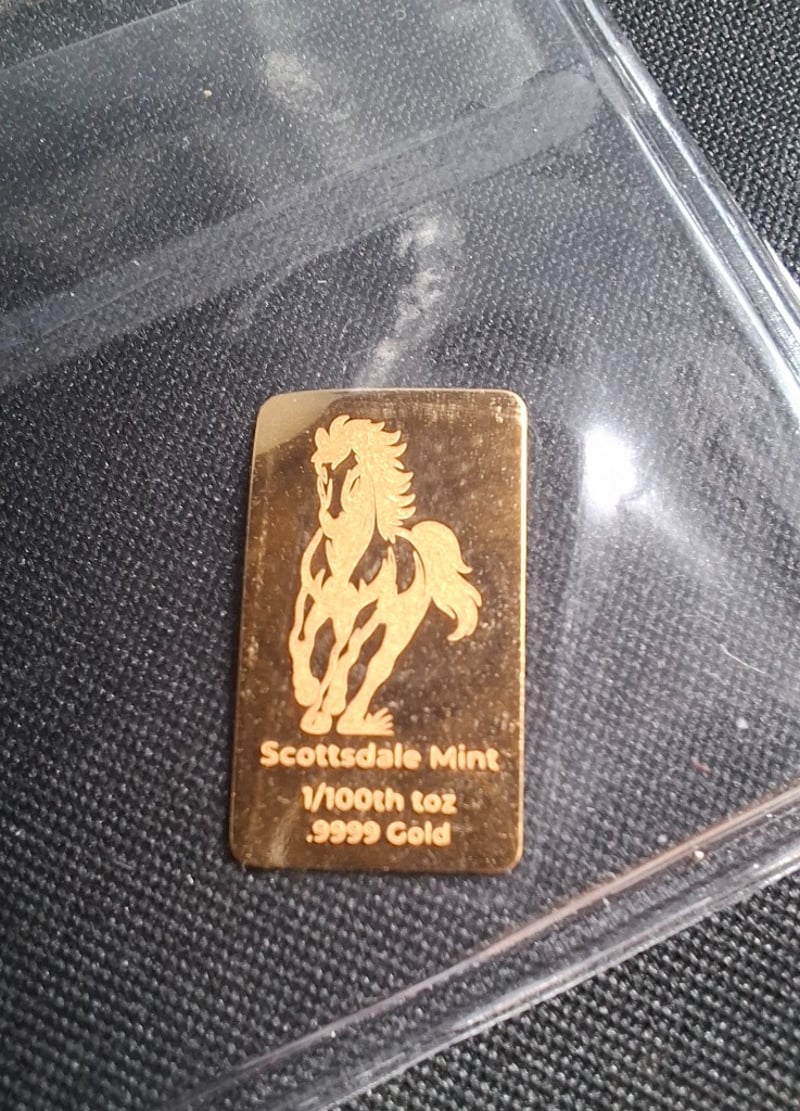 Scottsdale Mint
1/100th toz
.9999 Gold